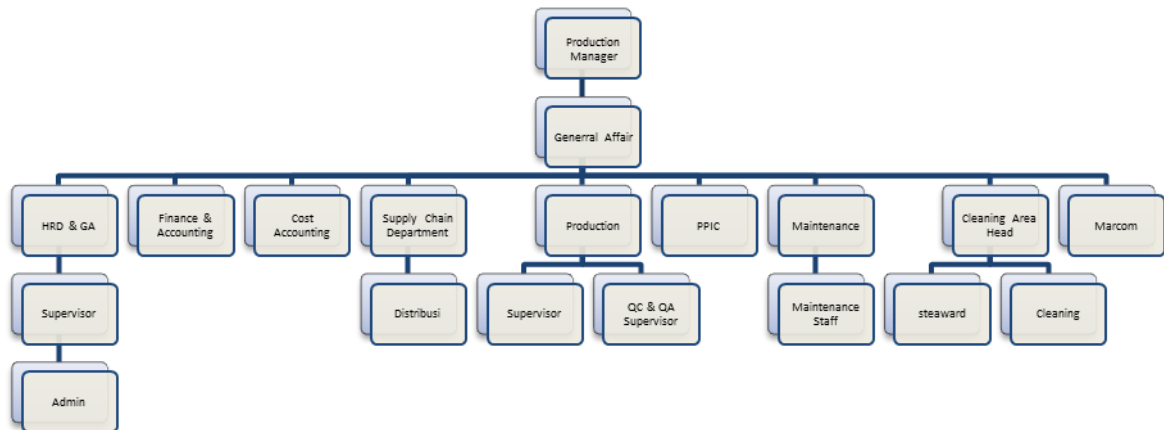 Production
Manager
Generral Affair
HRD & GA
Finance &
Accounting
Cost
Accounting
Supply Chain
Department
Production
PPIC
Maintenance
Cleaning Area
Head
Marcom
Supervisor
Distribusi
Supervisor
QC & QA
Supervisor
Maintenance
Staff
steaward
Cleaning
Admin